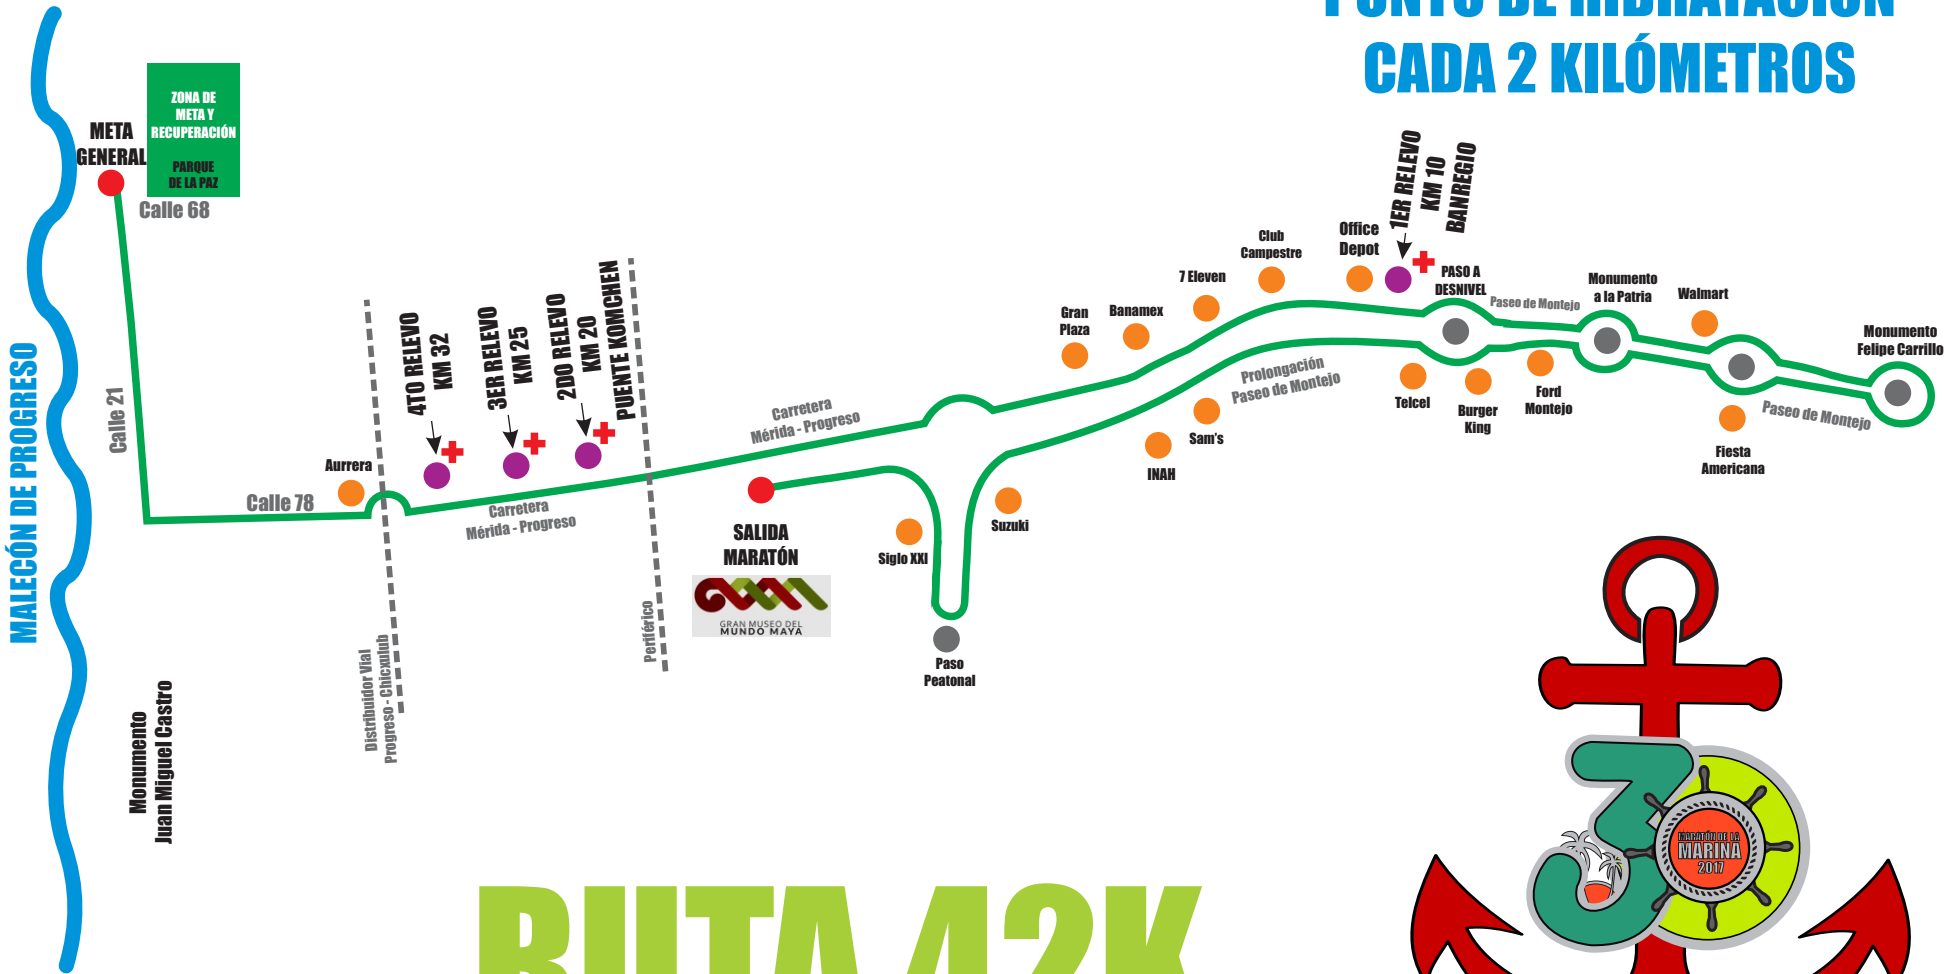 PUNTO DE HIDRATACIÓN
CADA 2 KILÓMETROS
ZONA DE
META Y
RECUPERACIÓN
PARQUE
DE LA PAZ
META
GENERAL
Calle 68
MALECÓN DE PROGRESO
Calle 21
Calle 78
Aurrera
4TO RELEVO
KM 32
3ER RELEVO
KM 25
2DO RELEVO
KM 20
PUENTE KOMCHEN
Carretera
Mérida - Progreso
Distribuidor Vial
Progreso - Chicxulub
Periférico
Monumento
Juan Miguel Castro
Carretera
Mérida - Progreso
SALIDA
MARATÓN
GRAN MUSEO DEL
MUNDO MAYA
Siglo XXI
Paso
Peatonal
Suzuki
Gran
Plaza
Banamex
7 Eleven
Club
Campestre
Office
Depot
1ER RELEVO
KM 10
BANREGIO
PASO A
DESNIVEL
Paseo de Montejo
Monumento
a la Patria
Walmart
Monumento
Felipe Carrillo
INAH
Sam's
Prolongación
Paseo de Montejo
Telcel
Burger
King
Ford
Montejo
Fiesta
Americana
Paseo de Montejo
30
MARATÓN DE LA
MARINA
2017
RUTA 42K